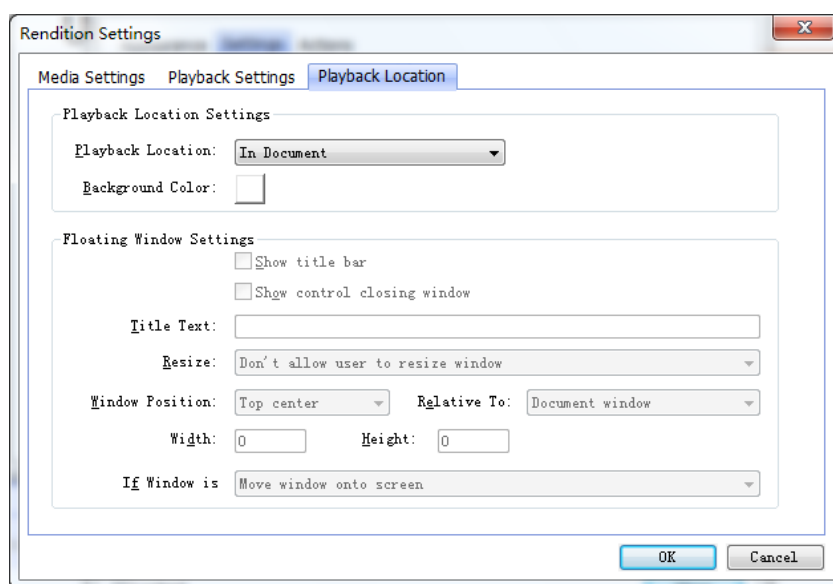 Rendition Settings
Media Settings Playback Settings Playback Location
Playback Location Settings
Playback Location: In Document
Background Color:
Floating Window Settings
Show title bar
Show control closing window
Title Text:
Resize: Don't allow user to resize window
Window Position: Top center Relative To: Document window
Width: 0 Height: 0
If Window is Move window onto screen
OK Cancel